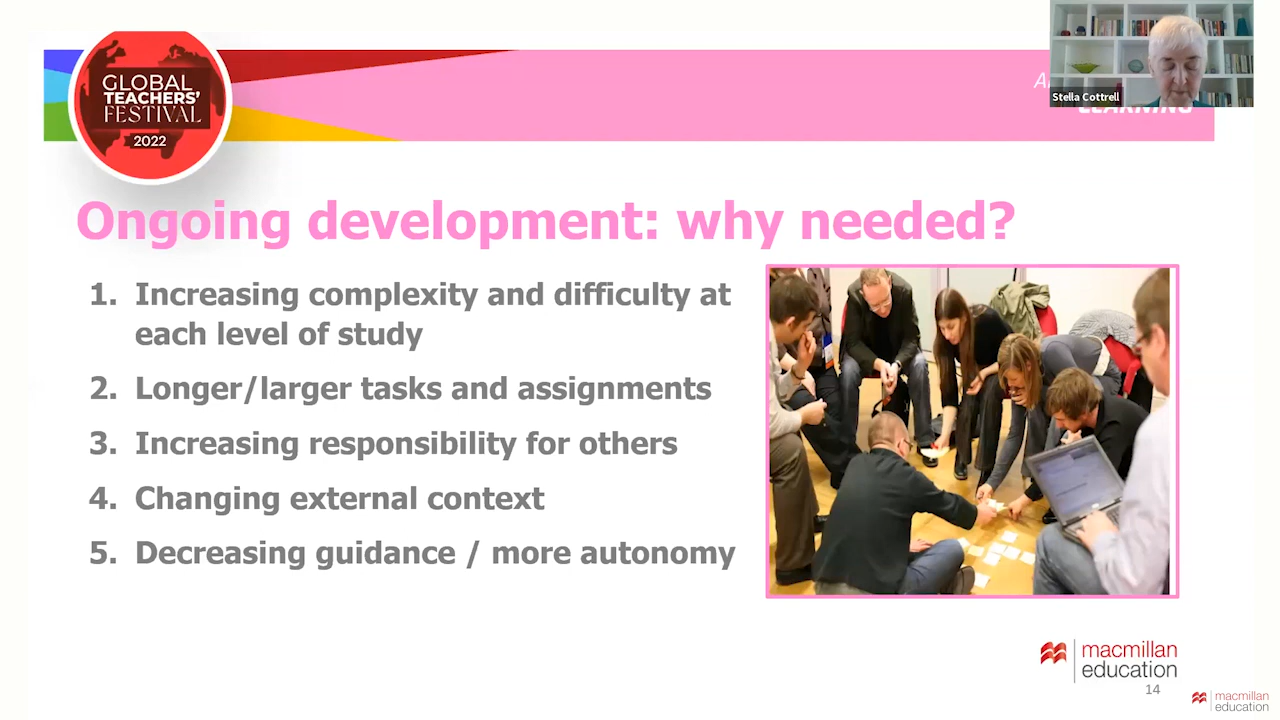 GLOBAL
TEACHERS'
FESTIVAL
2022
Stella Cottrell
LEARNING
Ongoing development: why needed?
1. Increasing complexity and difficulty at
each level of study
2. Longer/larger tasks and assignments
3. Increasing responsibility for others
4. Changing external context
5. Decreasing guidance / more autonomy
macmillan
education
14
macmillan
education